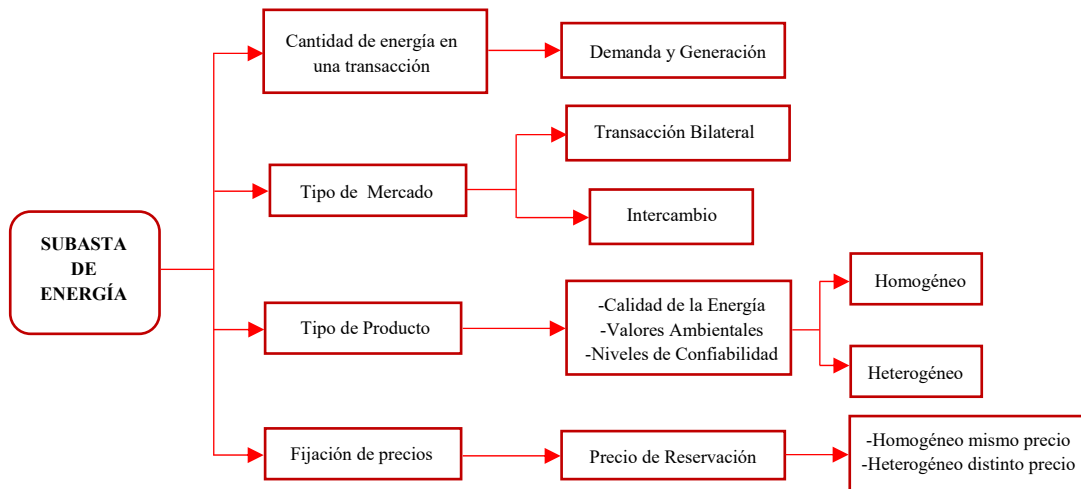 SUBASTA
DE
ENERGÍA
Cantidad de energía en
una transacción
Demanda y Generación
Tipo de Mercado
Transacción Bilateral
Intercambio
Tipo de Producto
-Calidad de la Energía
-Valores Ambientales
-Niveles de Confiabilidad
Homogéneo
Heterogéneo
Fijación de precios
Precio de Reservación
-Homogéneo mismo precio
-Heterogéneo distinto precio